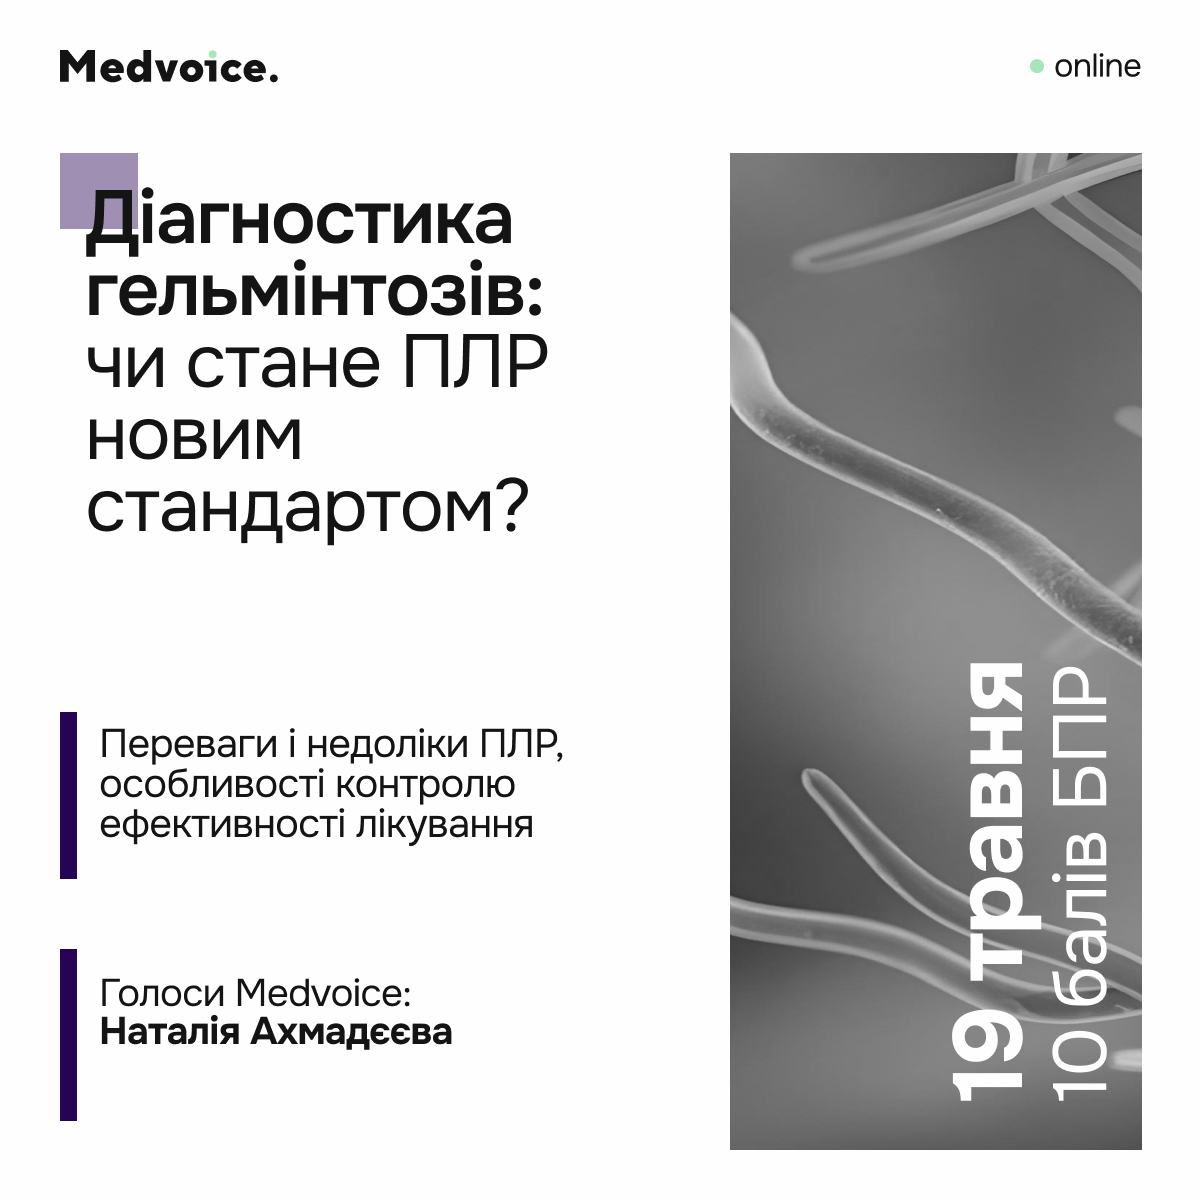 Medvoice.
online
Діагностика
гельмінтозів:
чи стане ПЛР
новим
стандартом?
Переваги і недоліки ПЛР,
особливості контролю
ефективності лікування
Голоси Medvoice:
Наталія Ахмадєєва
19 травня
10 балів БПР